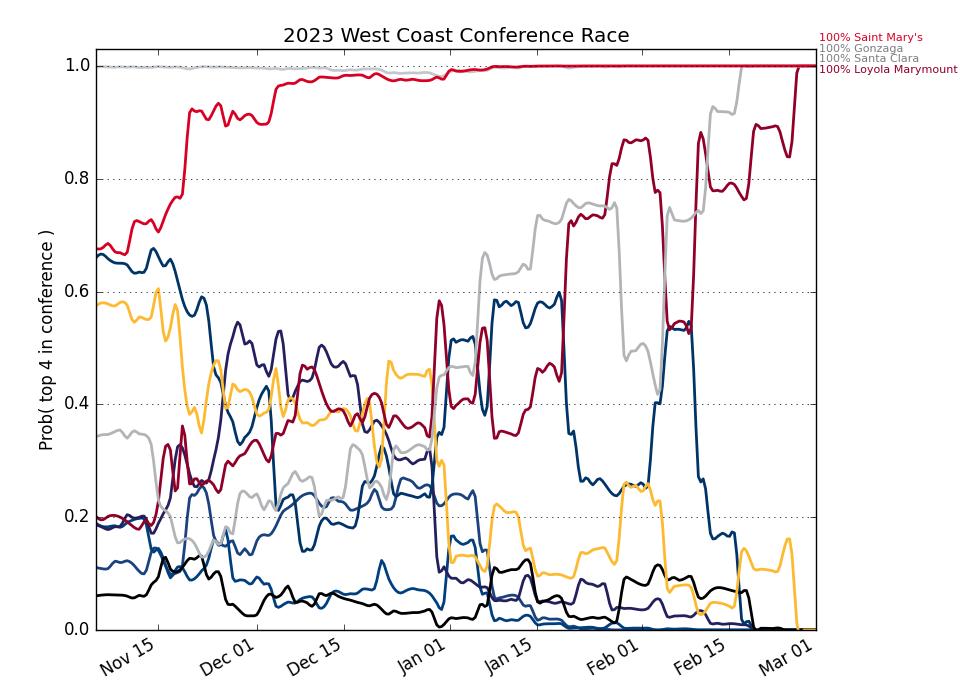 2023 West Coast Conference Race
100% Saint Mary's
100% Gonzaga
100% Santa Clara
100% Loyola Marymount
Prob( top 4 in conference )
1.0
0.8
0.6
0.4
0.2
0.0
Nov 15
Dec 01
Dec 15
Jan 01
Jan 15
Feb 01
Feb 15
Mar 01